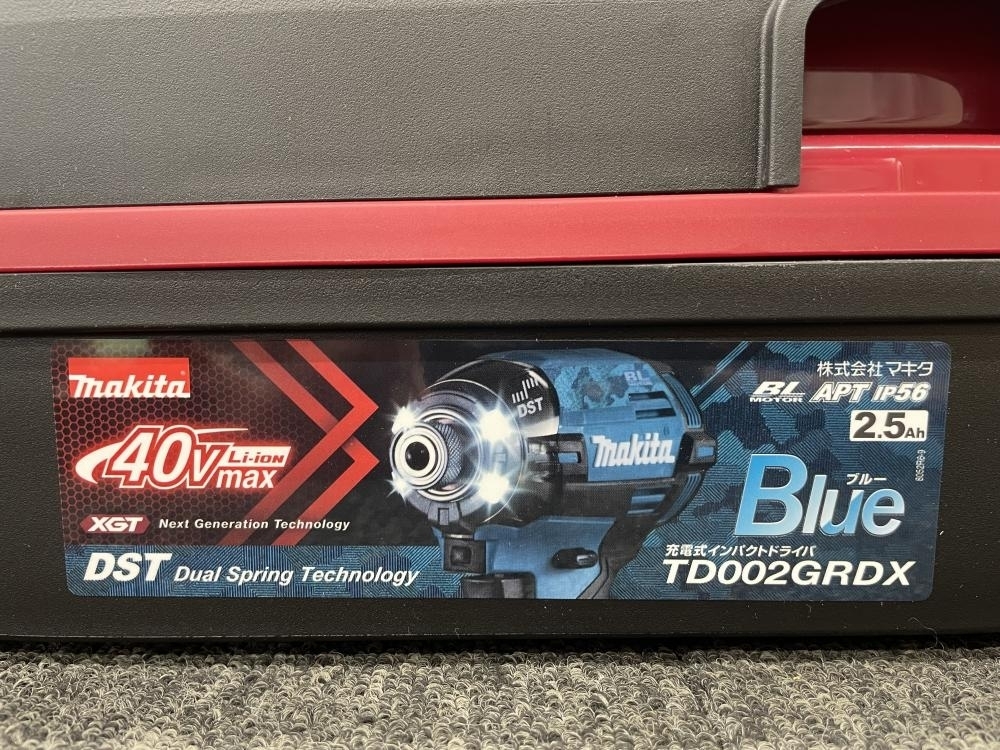 makita
40Vmax Li-ion
XGT Next Generation Technology
DST Dual Spring Technology
DST
BL
makita
株式会社マキタ
BL MOTOR APT IP56
2.5Ah
ブルー
Blue
充電式インパクトドライバ
TD002GRDX